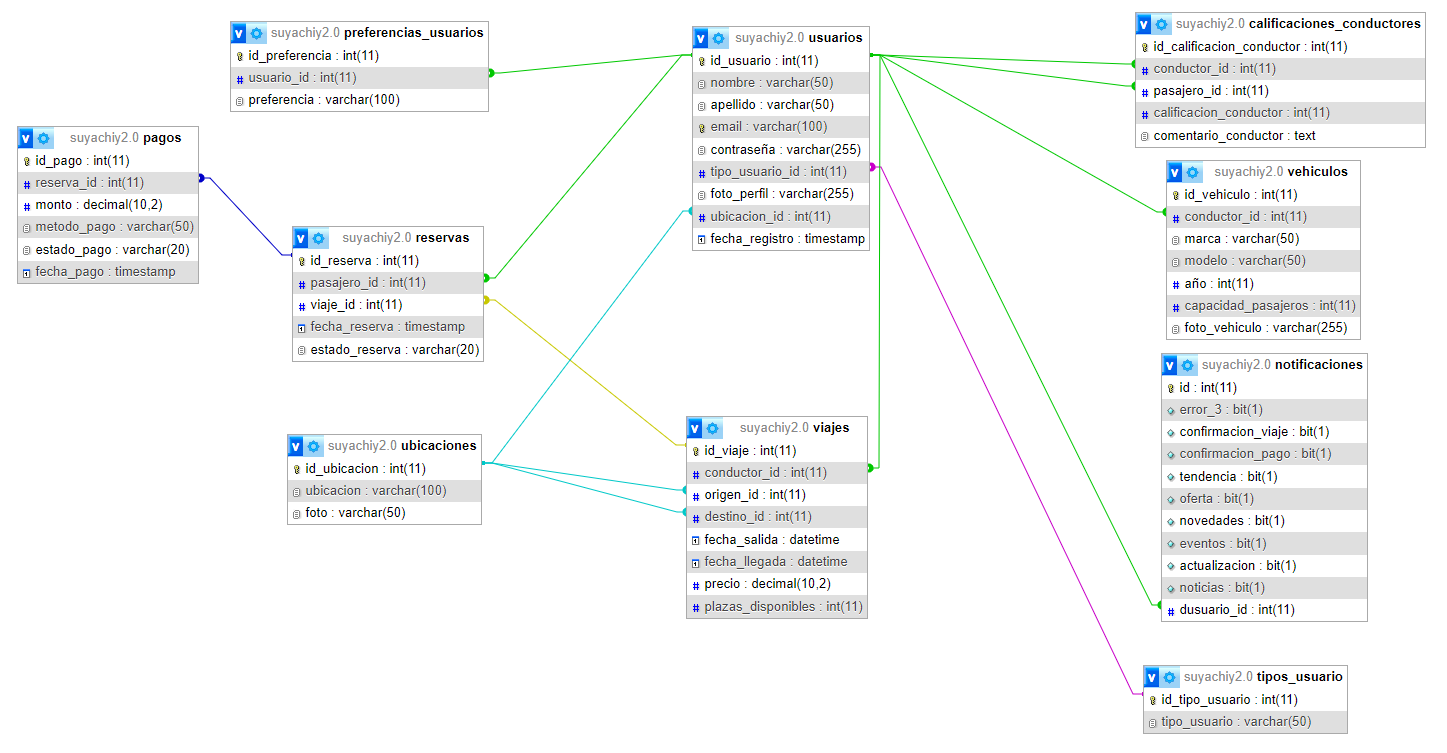 suyachiy2.0 preferencias_usuarios
id_preferencia : int(11)
usuario_id : int(11)
preferencia : varchar(100)
suyachiy2.0 pagos
id_pago : int(11)
reserva_id : int(11)
monto : decimal(10,2)
metodo_pago : varchar(50)
estado_pago : varchar(20)
fecha_pago : timestamp
suyachiy2.0 reservas
id_reserva : int(11)
pasajero_id : int(11)
viaje_id : int(11)
fecha_reserva : timestamp
estado_reserva : varchar(20)
suyachiy2.0 ubicaciones
id_ubicacion : int(11)
ubicacion : varchar(100)
foto : varchar(50)
suyachiy2.0 usuarios
id_usuario : int(11)
nombre : varchar(50)
apellido : varchar(50)
email : varchar(100)
contraseña : varchar(255)
tipo_usuario_id : int(11)
foto_perfil : varchar(255)
ubicacion_id : int(11)
fecha_registro : timestamp
suyachiy2.0 viajes
id_viaje : int(11)
conductor_id : int(11)
origen_id : int(11)
destino_id : int(11)
fecha_salida : datetime
fecha_llegada : datetime
precio : decimal(10,2)
plazas_disponibles : int(11)
suyachiy2.0 calificaciones_conductores
id_calificacion_conductor : int(11)
conductor_id : int(11)
pasajero_id : int(11)
calificacion_conductor : int(11)
comentario_conductor : text
suyachiy2.0 vehiculos
id_vehiculo : int(11)
conductor_id : int(11)
marca : varchar(50)
modelo : varchar(50)
año : int(11)
capacidad_pasajeros : int(11)
foto_vehiculo : varchar(255)
suyachiy2.0 notificaciones
id : int(11)
error_3 : bit(1)
confirmacion_viaje : bit(1)
confirmacion_pago : bit(1)
tendencia : bit(1)
oferta : bit(1)
novedades : bit(1)
eventos : bit(1)
actualizacion : bit(1)
noticias : bit(1)
dusuario_id : int(11)
suyachiy2.0 tipos_usuario
id_tipo_usuario : int(11)
tipo_usuario : varchar(50)